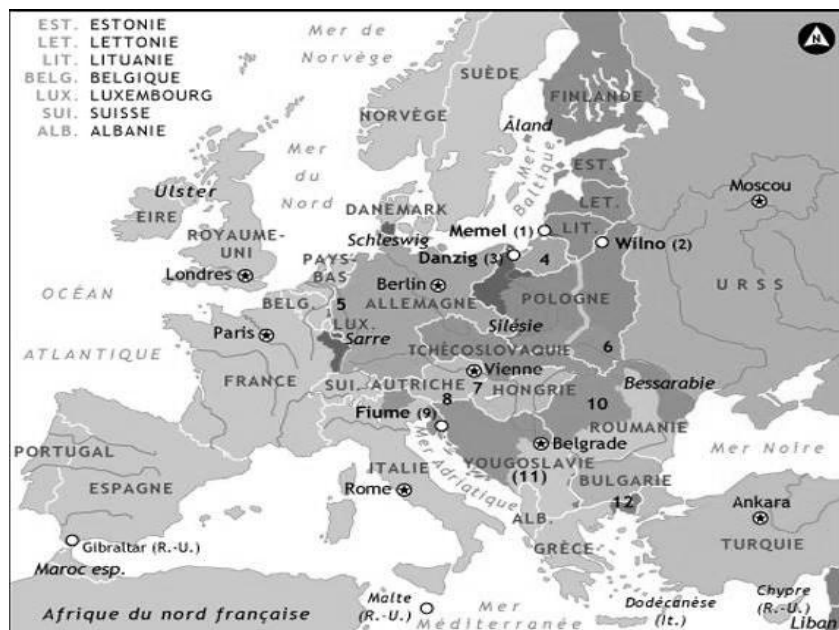 EST. ESTONIE
LET. LETTONIE
LIT. LITUANIE
BELG. BELGIQUE
LUX. LUXEMBOURG
SUI. SUISSE
ALB. ALBANIE
N
Mer de
Norvège
SUÈDE
FINLANDE
NORVÈGE
Åland
Mer
Baltique
EST.
Mer
du
Nord
Moscou
Ulster
LET.
ÉIRE
DANEMARK
Memel (1)
LIT.
ROYAUME-
UNI
Schleswig
Danzig (3)
4
Wilno (2)
PAYS-
BAS
Londres
Berlin
URSS
OCÉAN
BELG.
5
ALLEMAGNE
POLOGNE
LUX.
Silésie
Paris
Sarre
TCHÉCOSLOVAQUIE
6
ATLANTIQUE
Vienne
FRANCE
SUI.
AUTRICHE
7
HONGRIE
Bessarabie
8
10
Fiume (9)
ROUMANIE
Belgrade
Mer Noire
PORTUGAL
ITALIE
Mer Adriatique
YOUGOSLAVIE
(11)
BULGARIE
ESPAGNE
Rome
12
Ankara
ALB.
TURQUIE
Gibraltar (R.-U.)
GRÈCE
Maroc esp.
Malte
(R.-U.)
Mer
Méditerranée
Dodécanèse
(It.)
Chypre
(R.-U.)
Afrique du nord française
Liban